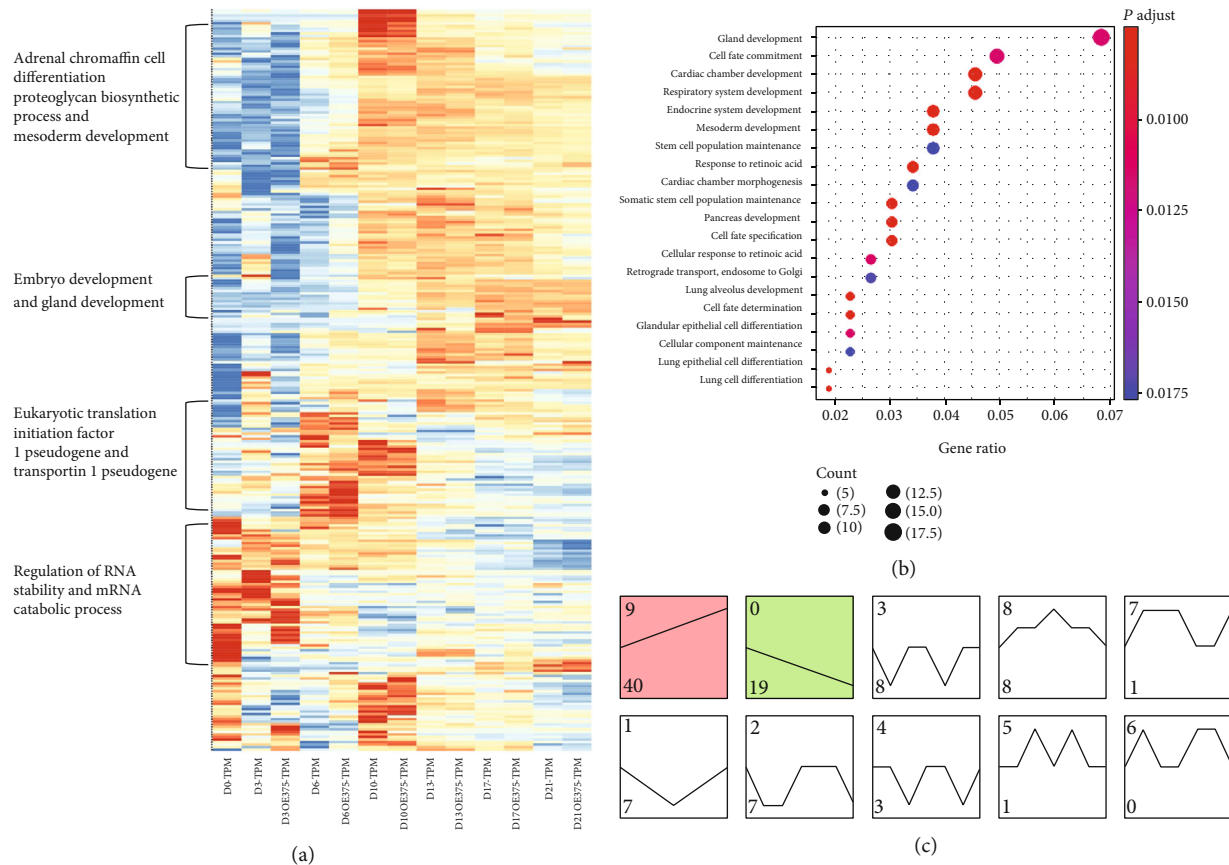 Adrenal chromaffin cell
differentiation
proteoglycan biosynthetic
process and
mesoderm development
Embryo development
and gland development
Eukaryotic translation
initiation factor
1 pseudogene and
transportin 1 pseudogene
Regulation of RNA
stability and mRNA
catabolic process
D0-TPM
D3-TPM
D3OE375-TPM
D6-TPM
D6OE375-TPM
D10-TPM
D10OE375-TPM
D13-TPM
D13OE375-TPM
D17-TPM
D17OE375-TPM
D21-TPM
D21OE375-TPM
(a)
Gland development
Cell fate commitment
Cardiac chamber development
Respiratory system development
Endocrine system development
Mesoderm development
Stem cell population maintenance
Response to retinoic acid
Cardiac chamber morphogenesis
Somatic stem cell population maintenance
Pancreas development
Cell fate specification
Cellular response to retinoic acid
Retrograde transport, endosome to Golgi
Lung alveolus development
Cell fate determination
Glandular epithelial cell differentiation
Cellular component maintenance
Lung epithelial cell differentiation
Lung cell differentiation
0.02 0.03 0.04 0.05 0.06 0.07
Gene ratio
P adjust
0.0100
0.0125
0.0150
0.0175
Count
(5) (12.5)
(7.5) (15.0)
(10) (17.5)
(b)
9 0 3 8 7
40 19 8 8 1
1 2 4 5 6
7 7 3 1 0
(c)